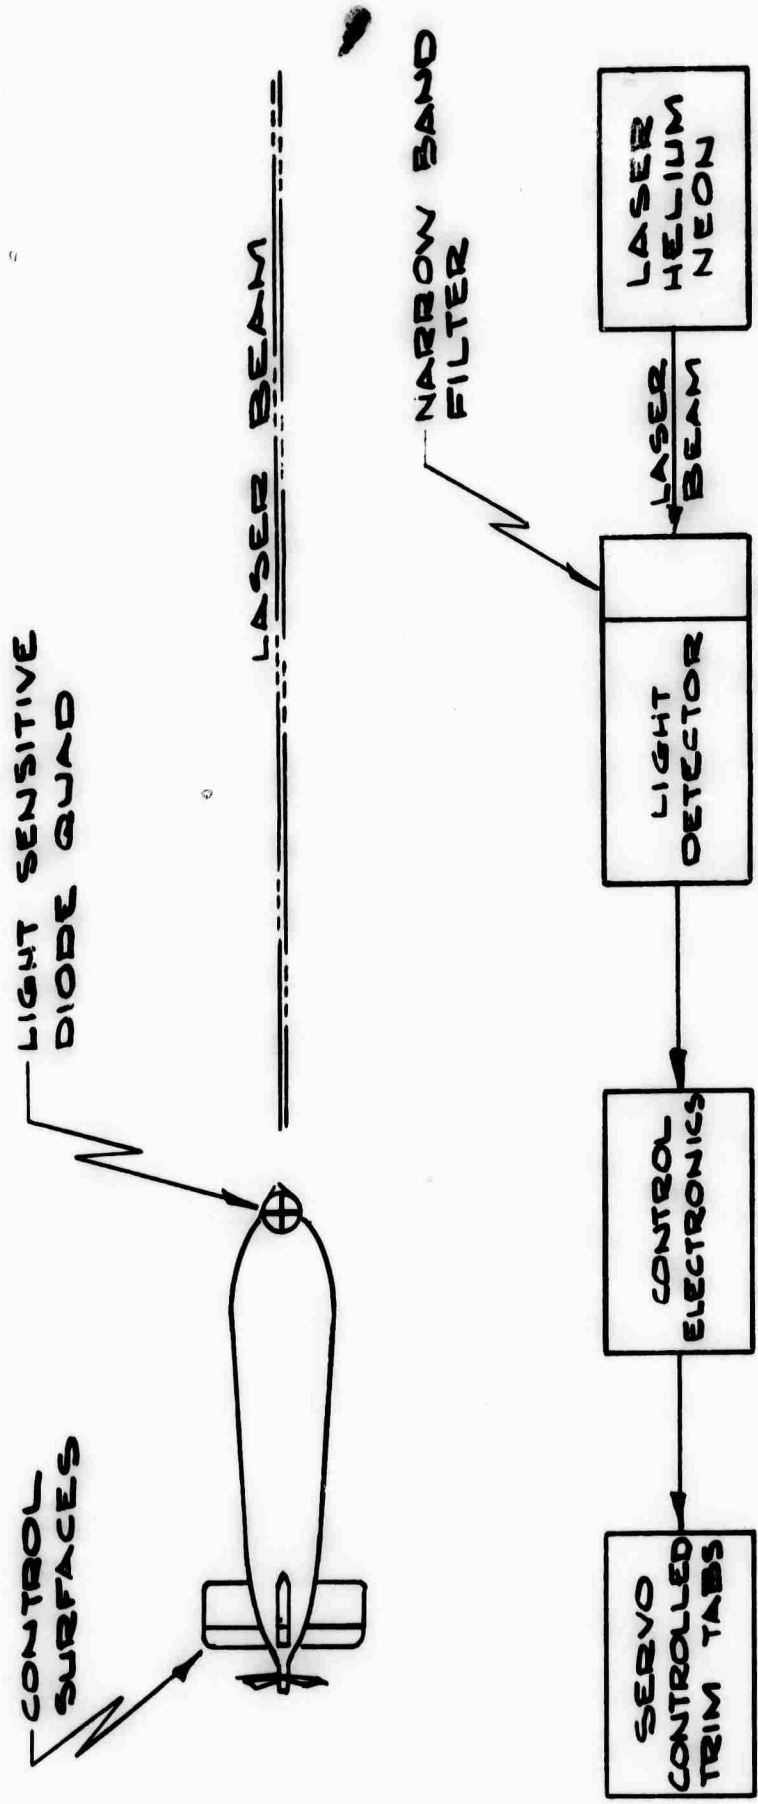 CONTROL
SURFACES
LIGHT SENSITIVE
DIODE QUAD
LASER BEAM
NARROW BAND
FILTER
SERVO
CONTROLLED
TRIM TABS
CONTROL
ELECTRONICS
LIGHT
DETECTOR
LASER
BEAM
LASER
HELIUM
NEON